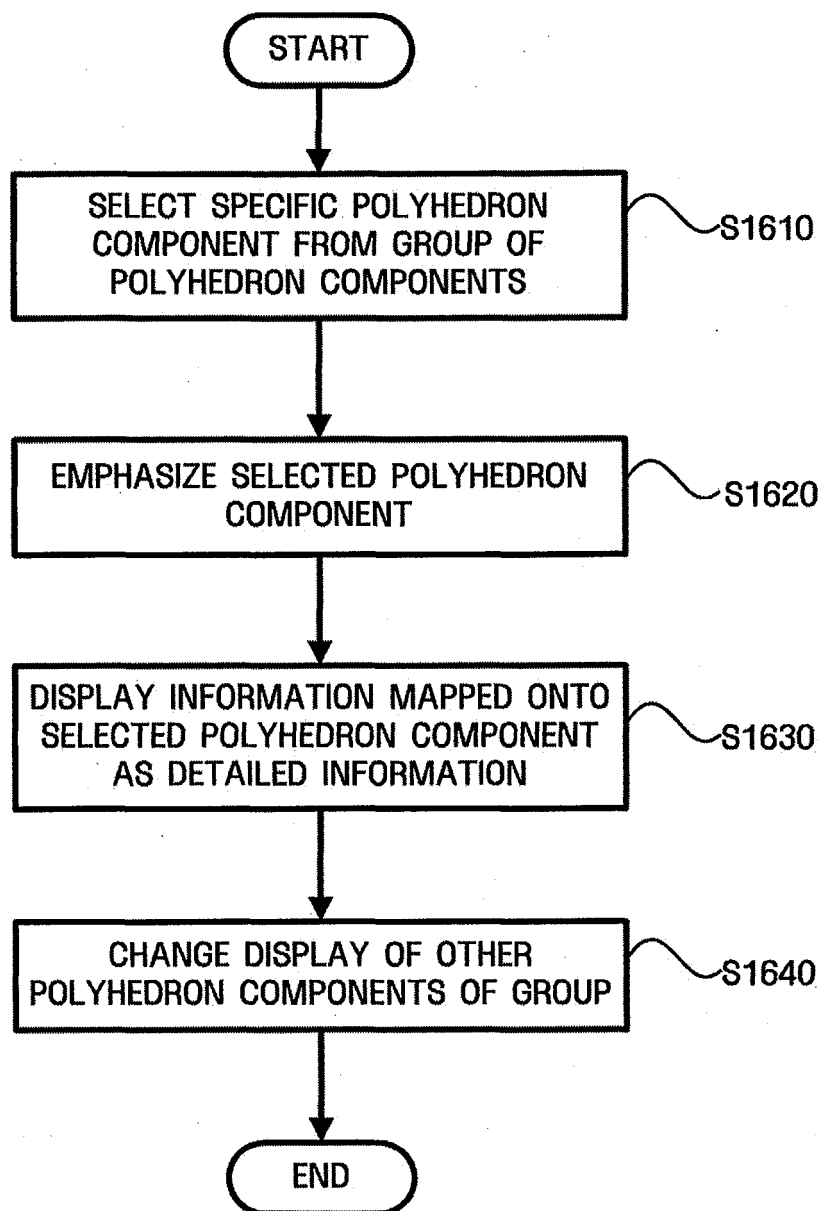 START
SELECT SPECIFIC POLYHEDRON
COMPONENT FROM GROUP OF
POLYHEDRON COMPONENTS
S1610
EMPHASIZE SELECTED POLYHEDRON
COMPONENT
S1620
DISPLAY INFORMATION MAPPED ONTO
SELECTED POLYHEDRON COMPONENT
AS DETAILED INFORMATION
S1630
CHANGE DISPLAY OF OTHER
POLYHEDRON COMPONENTS OF GROUP
S1640
END